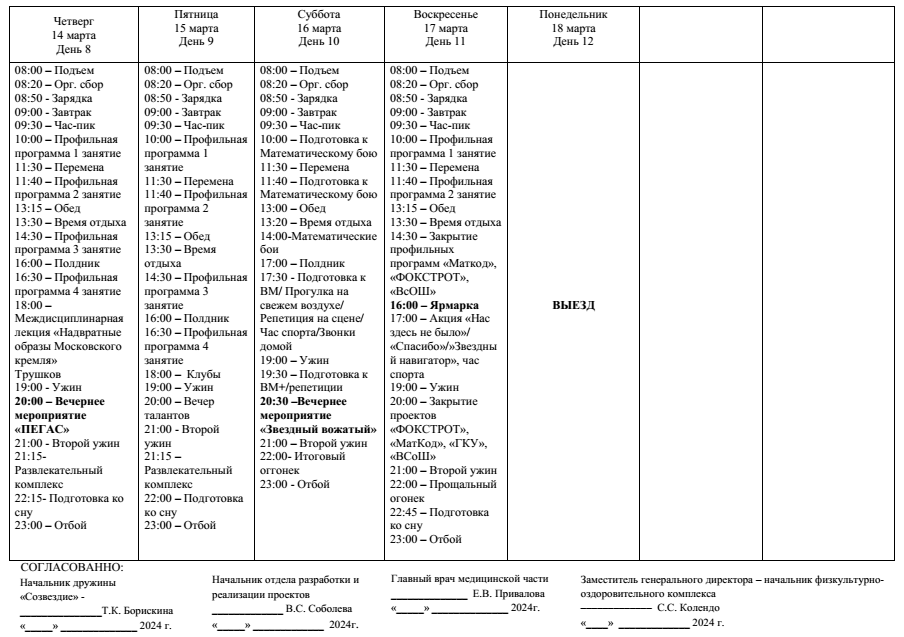 Четверг
14 марта
День 8
Пятница
15 марта
День 9
Суббота
16 марта
День 10
Воскресенье
17 марта
День 11
Понедельник
18 марта
День 12
08:00 – Подъем
08:20 – Орг. сбор
08:50 - Зарядка
09:00 - Завтрак
09:30 – Час-пик
10:00 – Профильная
программа 1 занятие
11:30 – Перемена
11:40 – Профильная
программа 2 занятие
13:15 – Обед
13:30 – Время отдыха
14:30 – Профильная
программа 3 занятие
16:00 – Полдник
16:30 – Профильная
программа 4 занятие
18:00 –
Междисциплинарная
лекция «Надвратные
образы Московского
кремля»
Трушков
19:00 - Ужин
20:00 – Вечернее
мероприятие
«ПЕГАС»
21:00 - Второй ужин
21:15-
Развлекательный
комплекс
22:15- Подготовка ко
сну
23:00 – Отбой
08:00 – Подъем
08:20 – Орг. сбор
08:50 - Зарядка
09:00 - Завтрак
09:30 – Час-пик
10:00 – Профильная
программа 1
занятие
11:30 – Перемена
11:40 – Профильная
программа 2
занятие
13:15 – Обед
13:30 – Время
отдыха
14:30 – Профильная
программа 3
занятие
16:00 – Полдник
16:30 – Профильная
программа 4
занятие
18:00 – Клубы
19:00 – Ужин
20:00 – Вечер
талантов
21:00 - Второй
ужин
21:15 –
Развлекательный
комплекс
22:00 – Подготовка
ко сну
23:00 – Отбой
08:00 – Подъем
08:20 – Орг. сбор
08:50 - Зарядка
09:00 - Завтрак
09:30 – Час-пик
10:00 – Подготовка к
Математическому бою
11:30 – Перемена
11:40 – Подготовка к
Математическому бою
13:00 – Обед
13:20 – Время отдыха
14:00-Математические
бои
17:00 – Полдник
17:30 - Подготовка к
ВМ/ Прогулка на
свежем воздухе/
Репетиция на сцене/
Час спорта/Звонки
домой
19:00 – Ужин
19:30 – Подготовка к
ВМ+/репетиции
20:30 –Вечернее
мероприятие
«Звездный вожатый»
21:00 – Второй ужин
22:00- Итоговый
оггонек
23:00 - Отбой
08:00 – Подъем
08:20 – Орг. сбор
08:50 - Зарядка
09:00 - Завтрак
09:30 – Час-пик
10:00 – Профильная
программа 1 занятие
11:30 – Перемена
11:40 – Профильная
программа 2 занятие
13:15 – Обед
13:30 – Время отдыха
14:30 – Закрытие
профильных
программ «Маткод»,
«ФОКСТРОТ»,
«ВсОШ»
16:00 – Ярмарка
17:00 – Акция «Нас
здесь не было»/
«Спасибо»/»Звездны
й навигатор», час
спорта
19:00 – Ужин
20:00 – Закрытие
проектов
«ФОКСТРОТ»,
«МатКод», «ГКУ»,
«ВСоШ»
21:00 – Второй ужин
22:00 – Прощальный
огонек
22:45 – Подготовка
ко сну
23:00 – Отбой
ВЫЕЗД
СОГЛАСОВАННО:
Начальник дружины
«Созвездие» -
_______________Т.К. Борискина
«_____» ______________ 2024 г.
Начальник отдела разработки и
реализации проектов
_____________ В.С. Соболева
«_____» _____________ 2024г.
Главный врач медицинской части
______________ Е.В. Привалова
«_____» ______________ 2024г.
Заместитель генерального директора – начальник физкультурно-
оздоровительного комплекса
_____________ С.С. Колендо
«____» _____________ 2024 г.